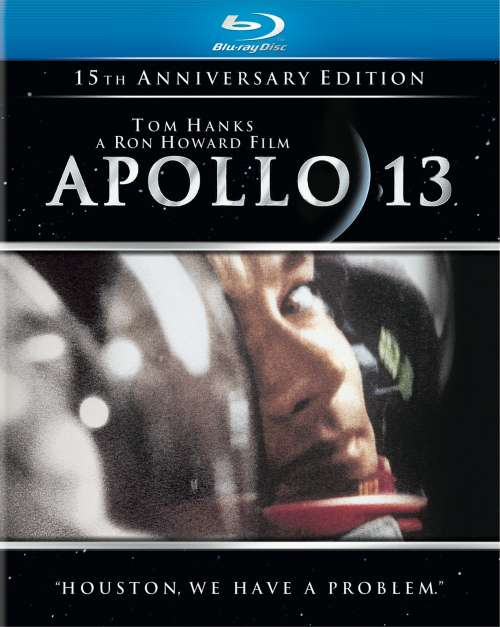 Blu-ray Disc
15TH ANNIVERSARY EDITION
TOM HANKS
A RON HOWARD FILM
APOLLO 13
“HOUSTON, WE HAVE A PROBLEM.”